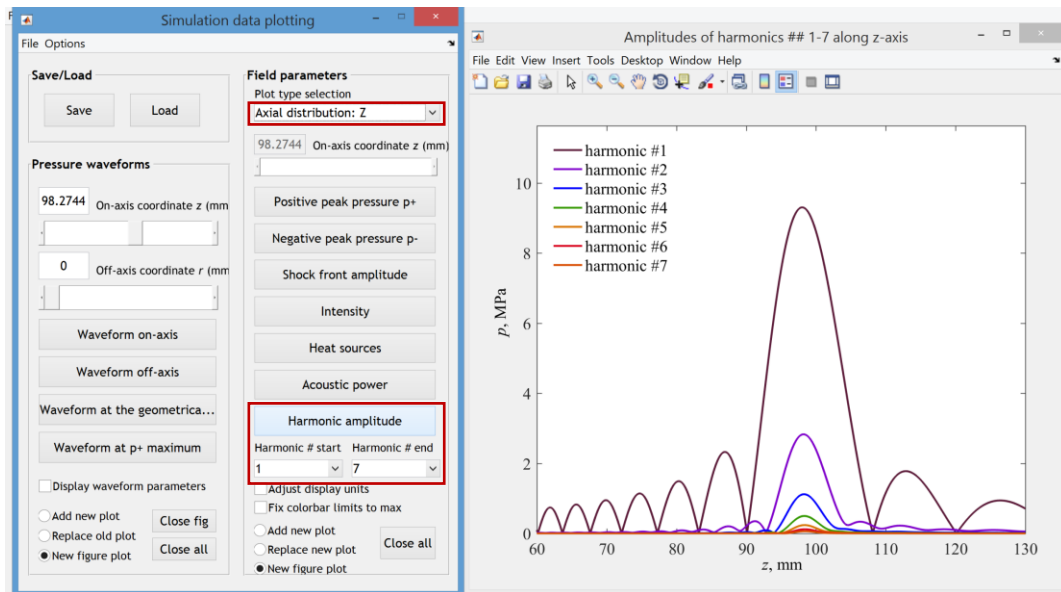 Simulation data plotting
File Options
Save/Load
Save
Load
Pressure waveforms
98.2744 On-axis coordinate z (mm
0 Off-axis coordinate r (mm
Waveform on-axis
Waveform off-axis
Waveform at the geometrica...
Waveform at p+ maximum
Display waveform parameters
Add new plot
Replace old plot
New figure plot
Close fig
Close all
Field parameters
Plot type selection
Axial distribution: Z
98.2744 On-axis coordinate z (mm)
Positive peak pressure p+
Negative peak pressure p-
Shock front amplitude
Intensity
Heat sources
Acoustic power
Harmonic amplitude
Harmonic # start Harmonic # end
1 7
Adjust display units
Fix colorbar limits to max
Add new plot
Replace new plot
New figure plot
Close all
Amplitudes of harmonics ## 1-7 along z-axis
File Edit View Insert Tools Desktop Window Help
harmonic #1
harmonic #2
harmonic #3
harmonic #4
harmonic #5
harmonic #6
harmonic #7
10
8
6
4
2
0
p, MPa
60 70 80 90 100 110 120 130
z, mm